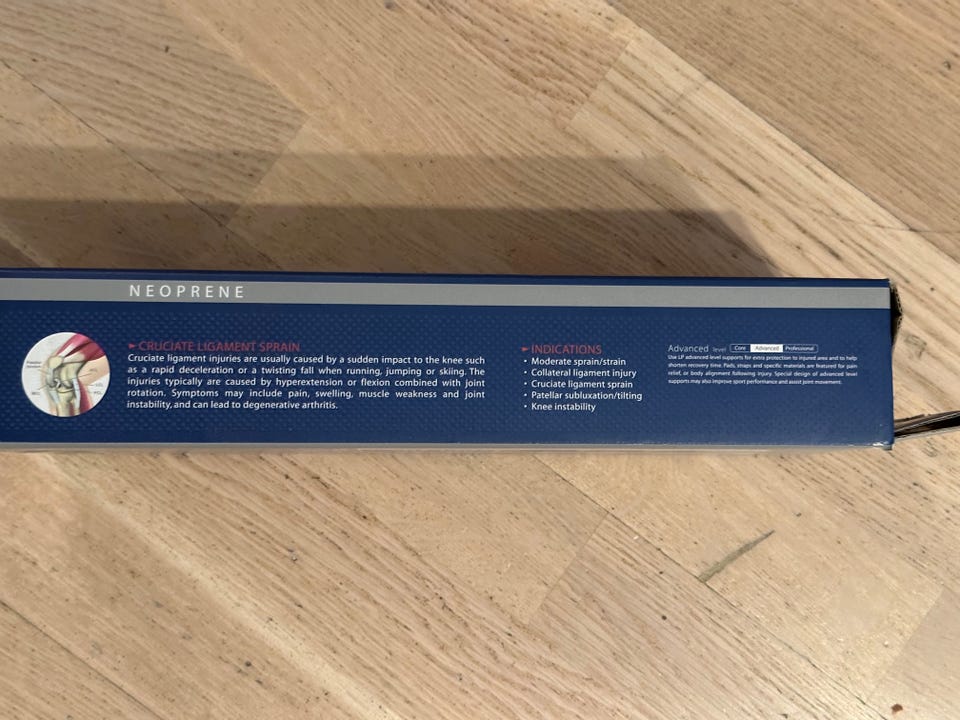 NEOPRENE
► CRUCIATE LIGAMENT SPRAIN
Cruciate ligament injuries are usually caused by a sudden impact to the knee such
as a rapid deceleration or a twisting fall when running, jumping or skiing. The
injuries typically are caused by hyperextension or flexion combined with joint
rotation. Symptoms may include pain, swelling, muscle weakness and joint
instability, and can lead to degenerative arthritis.
► INDICATIONS
• Moderate sprain/strain
• Collateral ligament injury
• Cruciate ligament sprain
• Patellar subluxation/tilting
• Knee instability
Advanced level Core Advanced Professional
Use LP advanced level supports for extra protection to injured area and to help
shorten recovery time. Pads, straps and specific materials are featured for pain
relief, or body alignment following injury. Special design of advanced level
supports may also improve sport performance and assist joint movement.